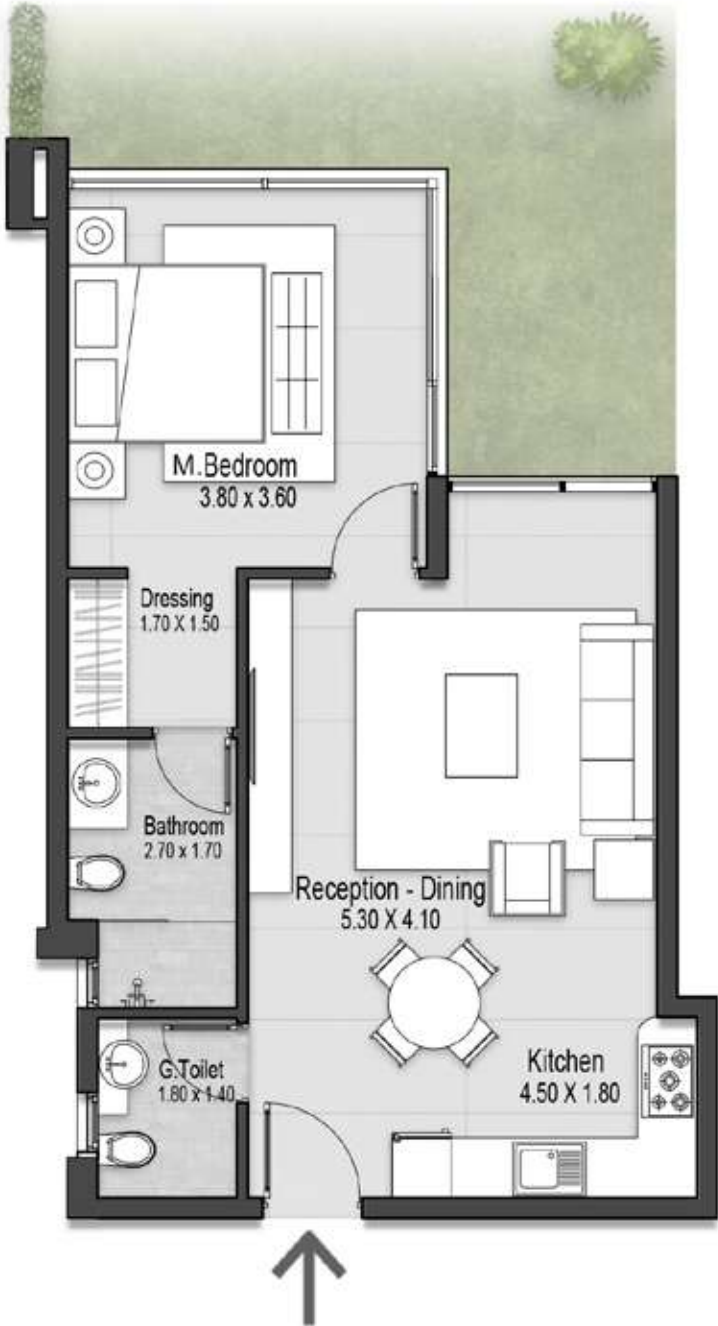 M.Bedroom
3.80 x 3.60
Dressing
1.70 X 1.50
Bathroom
2.70 x 1.70
Reception - Dining
5.30 X 4.10
G.Toilet
1.80 x 1.40
Kitchen
4.50 X 1.80